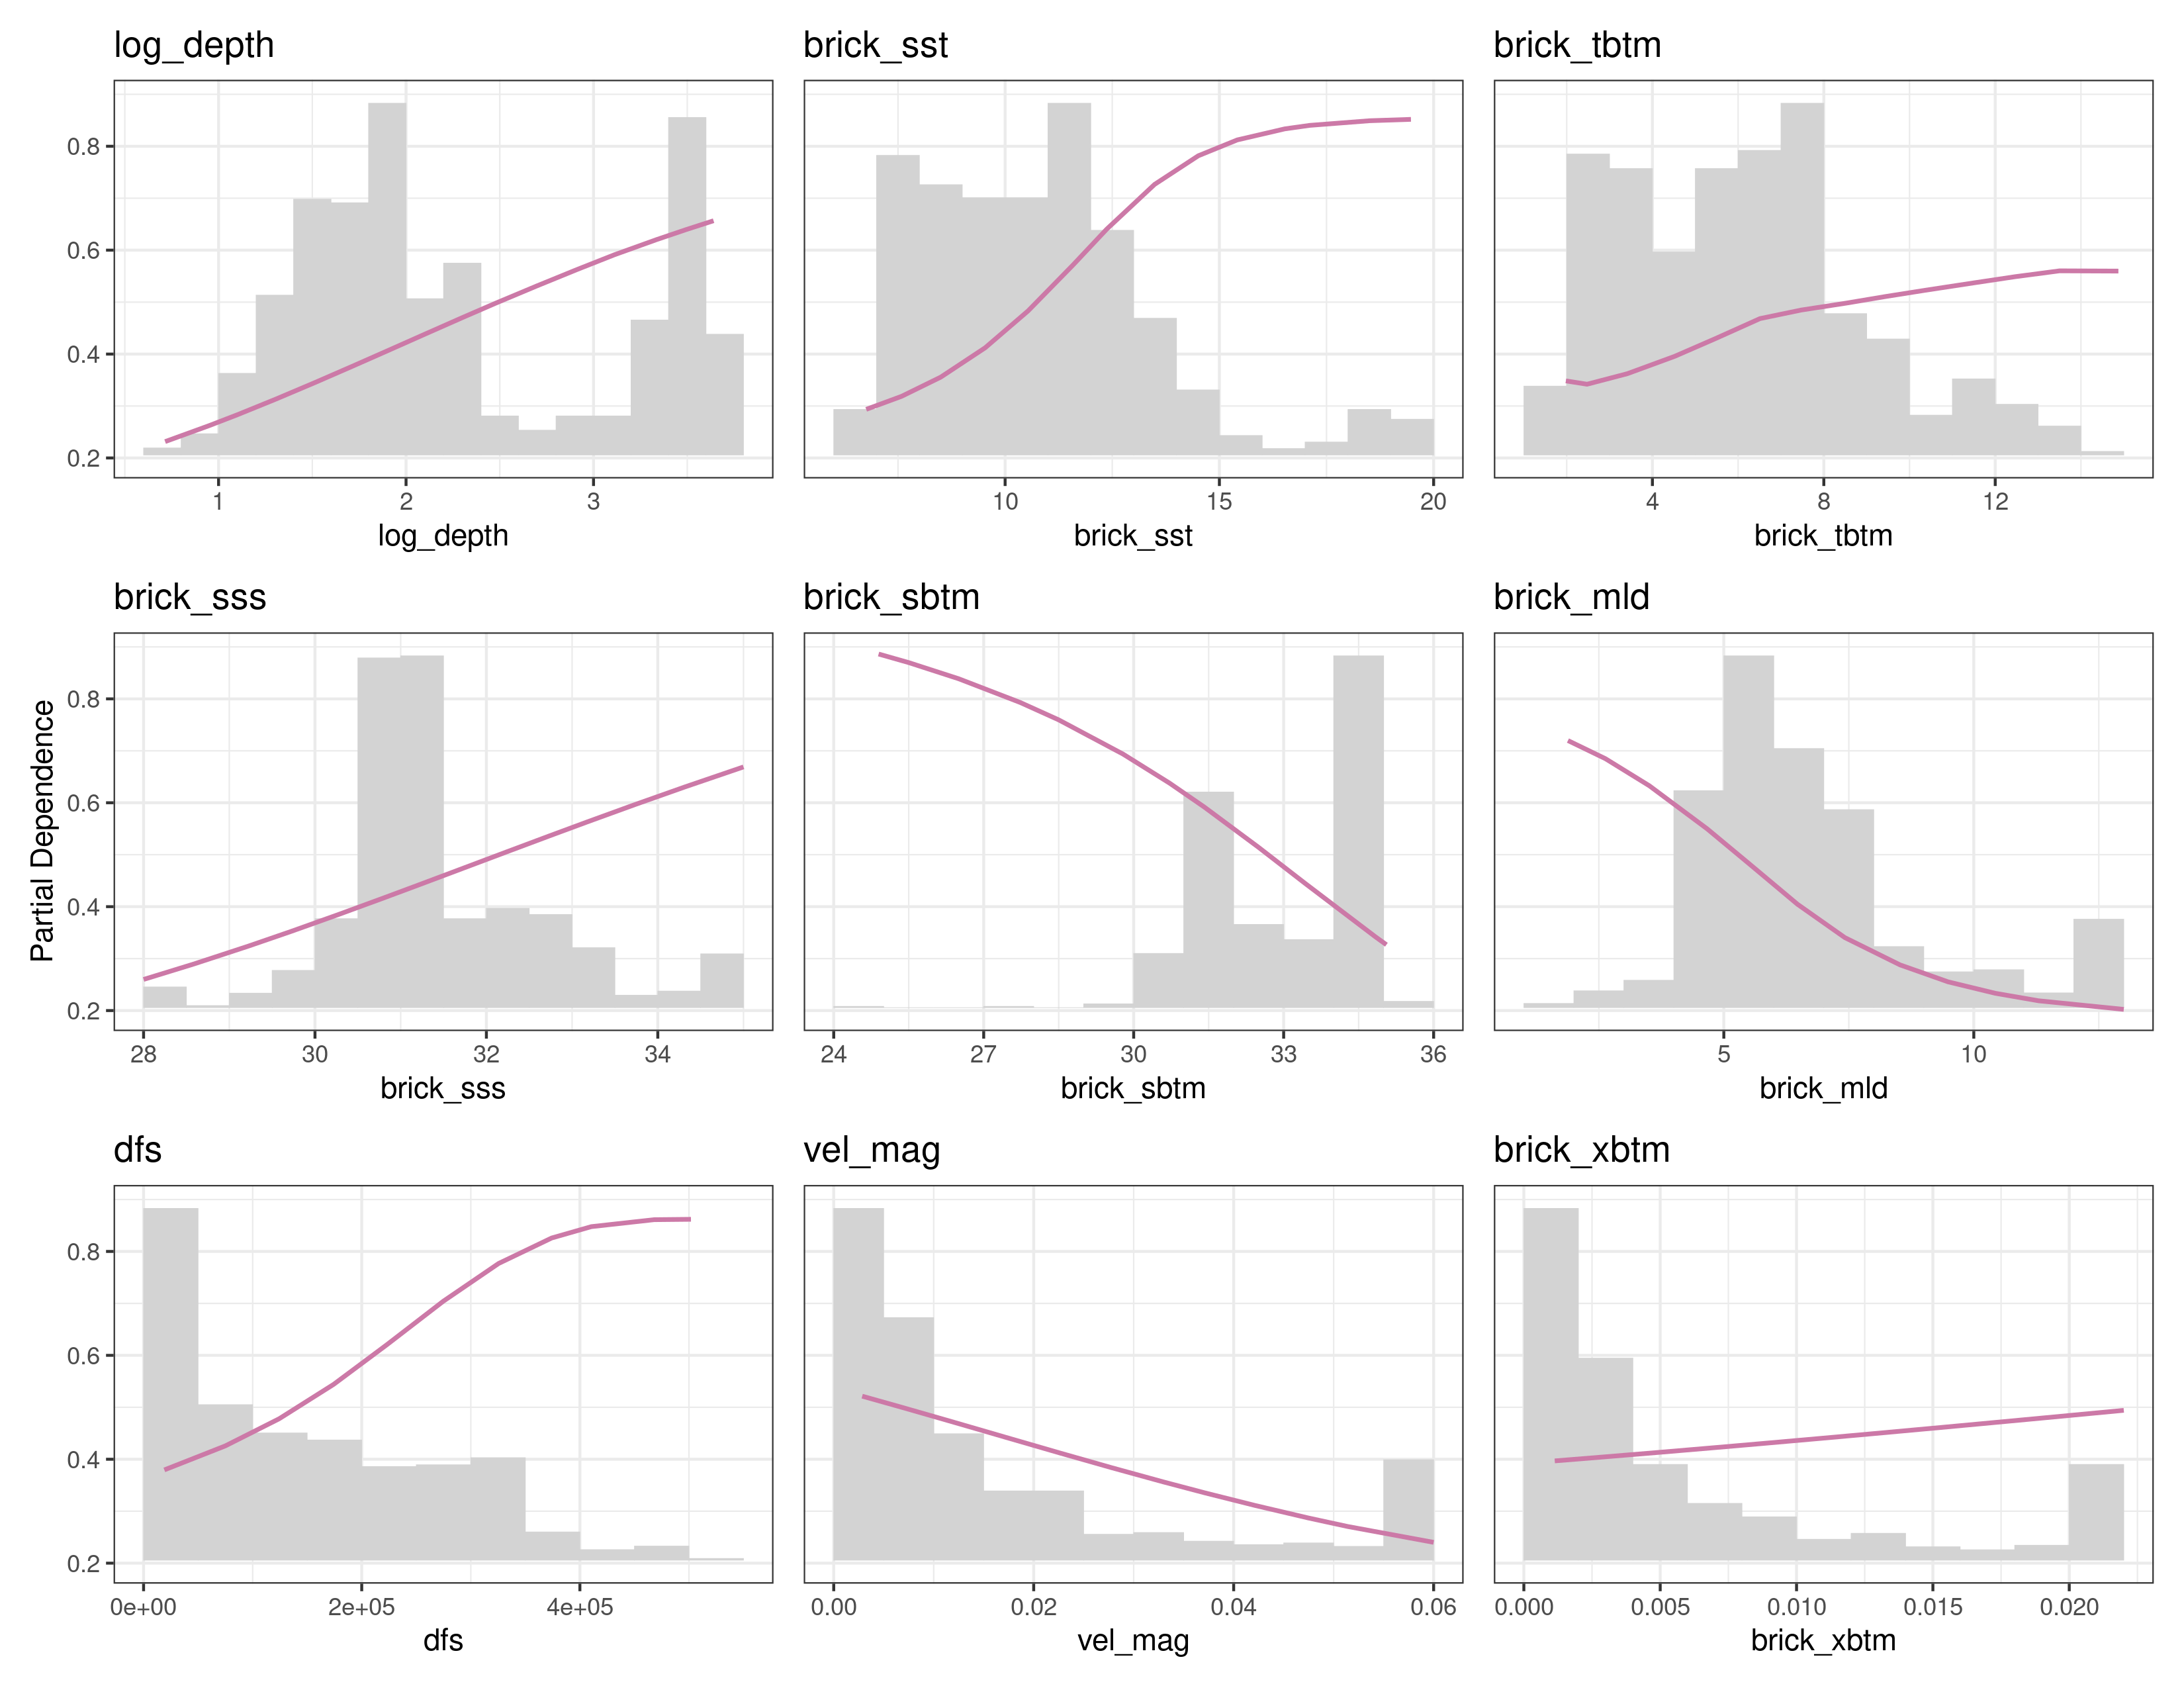 log_depth
brick_sst
brick_tbtm
0.8
0.6
0.4
0.2
1 2 3
10 15 20
4 8 12
log_depth
brick_sst
brick_tbtm
brick_sss
brick_sbtm
brick_mld
Partial Dependence
0.8
0.6
0.4
0.2
28 30 32 34
24 27 30 33 36
5 10
brick_sss
brick_sbtm
brick_mld
dfs
vel_mag
brick_xbtm
0.8
0.6
0.4
0.2
0e+00 2e+05 4e+05
0.00 0.02 0.04 0.06
0.000 0.005 0.010 0.015 0.020
dfs
vel_mag
brick_xbtm